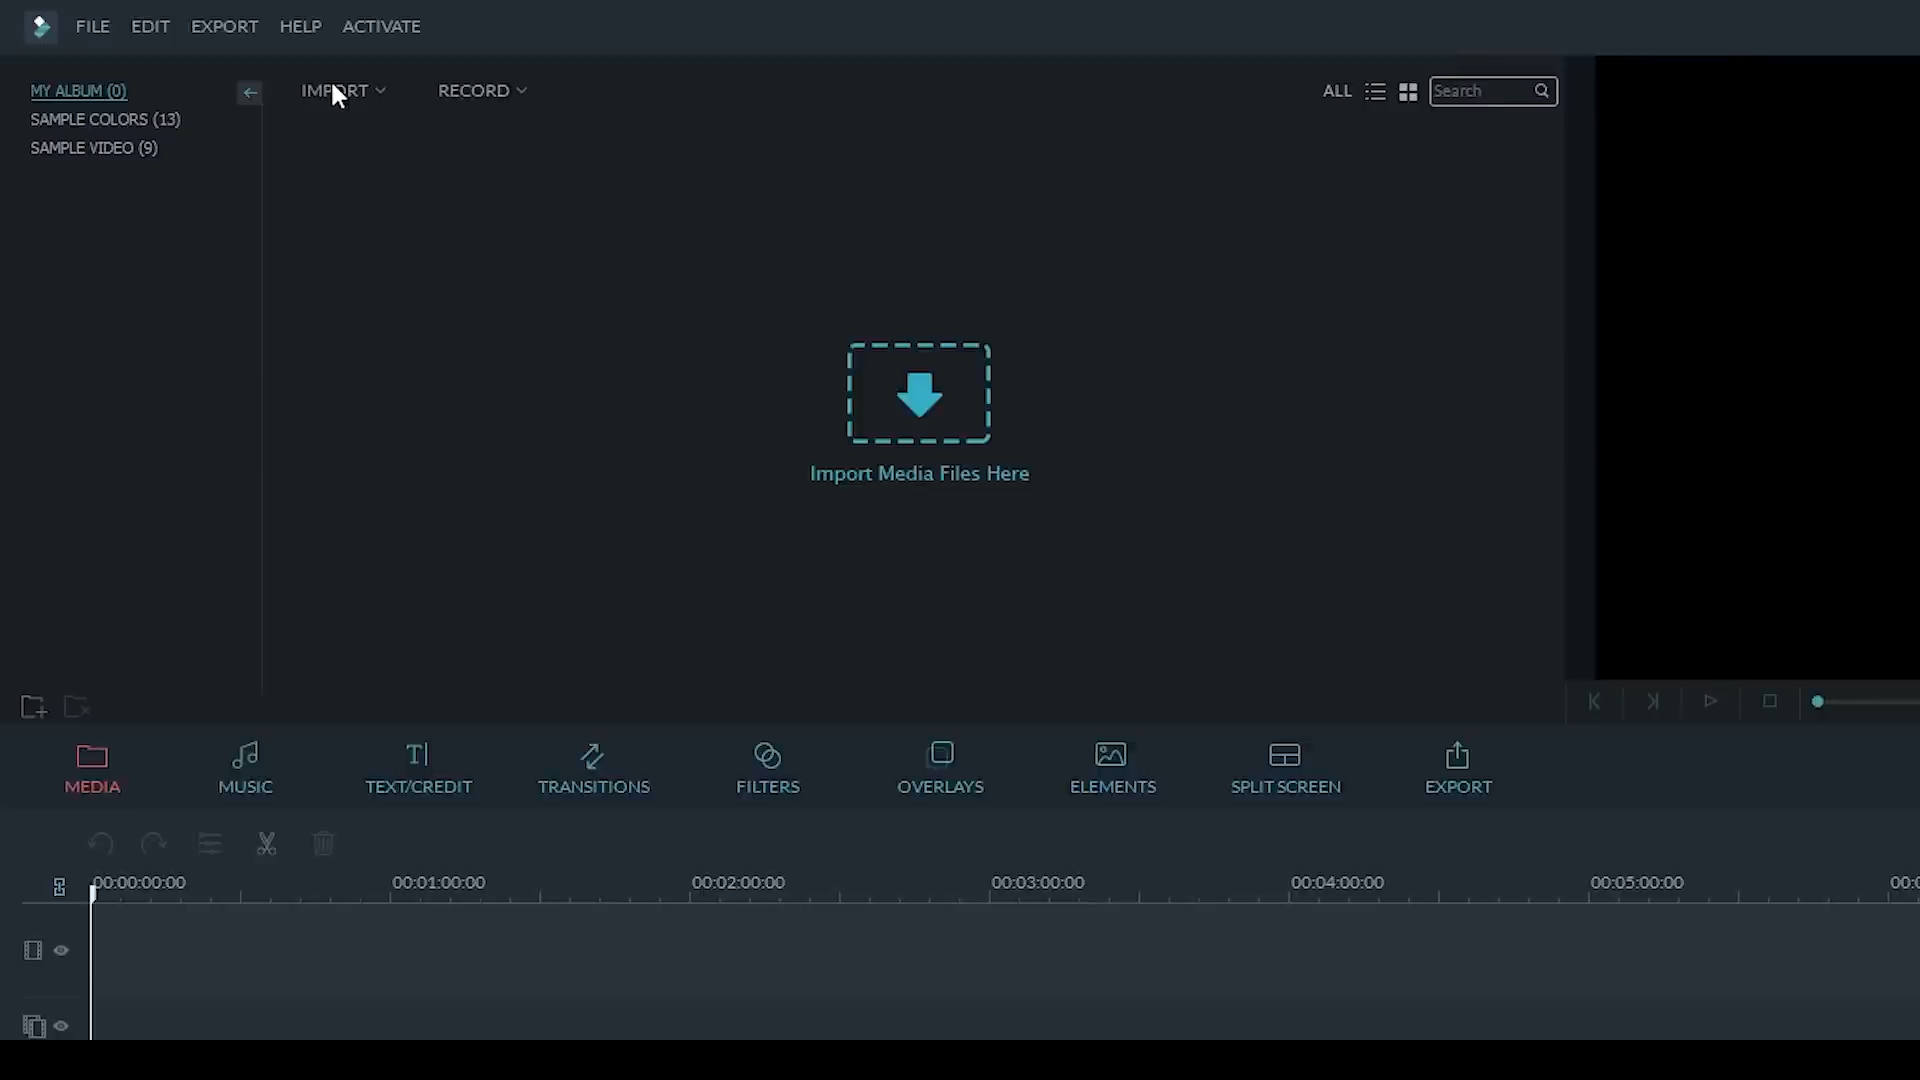 FILE EDIT EXPORT HELP ACTIVATE
MY ALBUM (0)
SAMPLE COLORS (13)
SAMPLE VIDEO (9)
IMPORT RECORD ALL Search
Import Media Files Here
MEDIA MUSIC TEXT/CREDIT TRANSITIONS FILTERS OVERLAYS ELEMENTS SPLIT SCREEN EXPORT
00:00:00:00 00:01:00:00 00:02:00:00 00:03:00:00 00:04:00:00 00:05:00:00